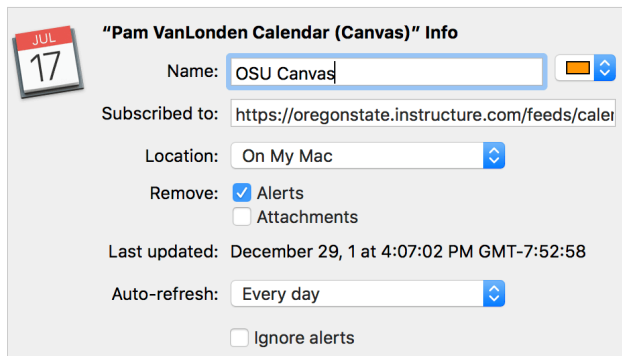 “Pam VanLonden Calendar (Canvas)” Info
JUL
17
Name: OSU Canvas
Subscribed to: https://oregonstate.instructure.com/feeds/caler
Location: On My Mac
Remove: Alerts
Attachments
Last updated: December 29, 1 at 4:07:02 PM GMT-7:52:58
Auto-refresh: Every day
Ignore alerts